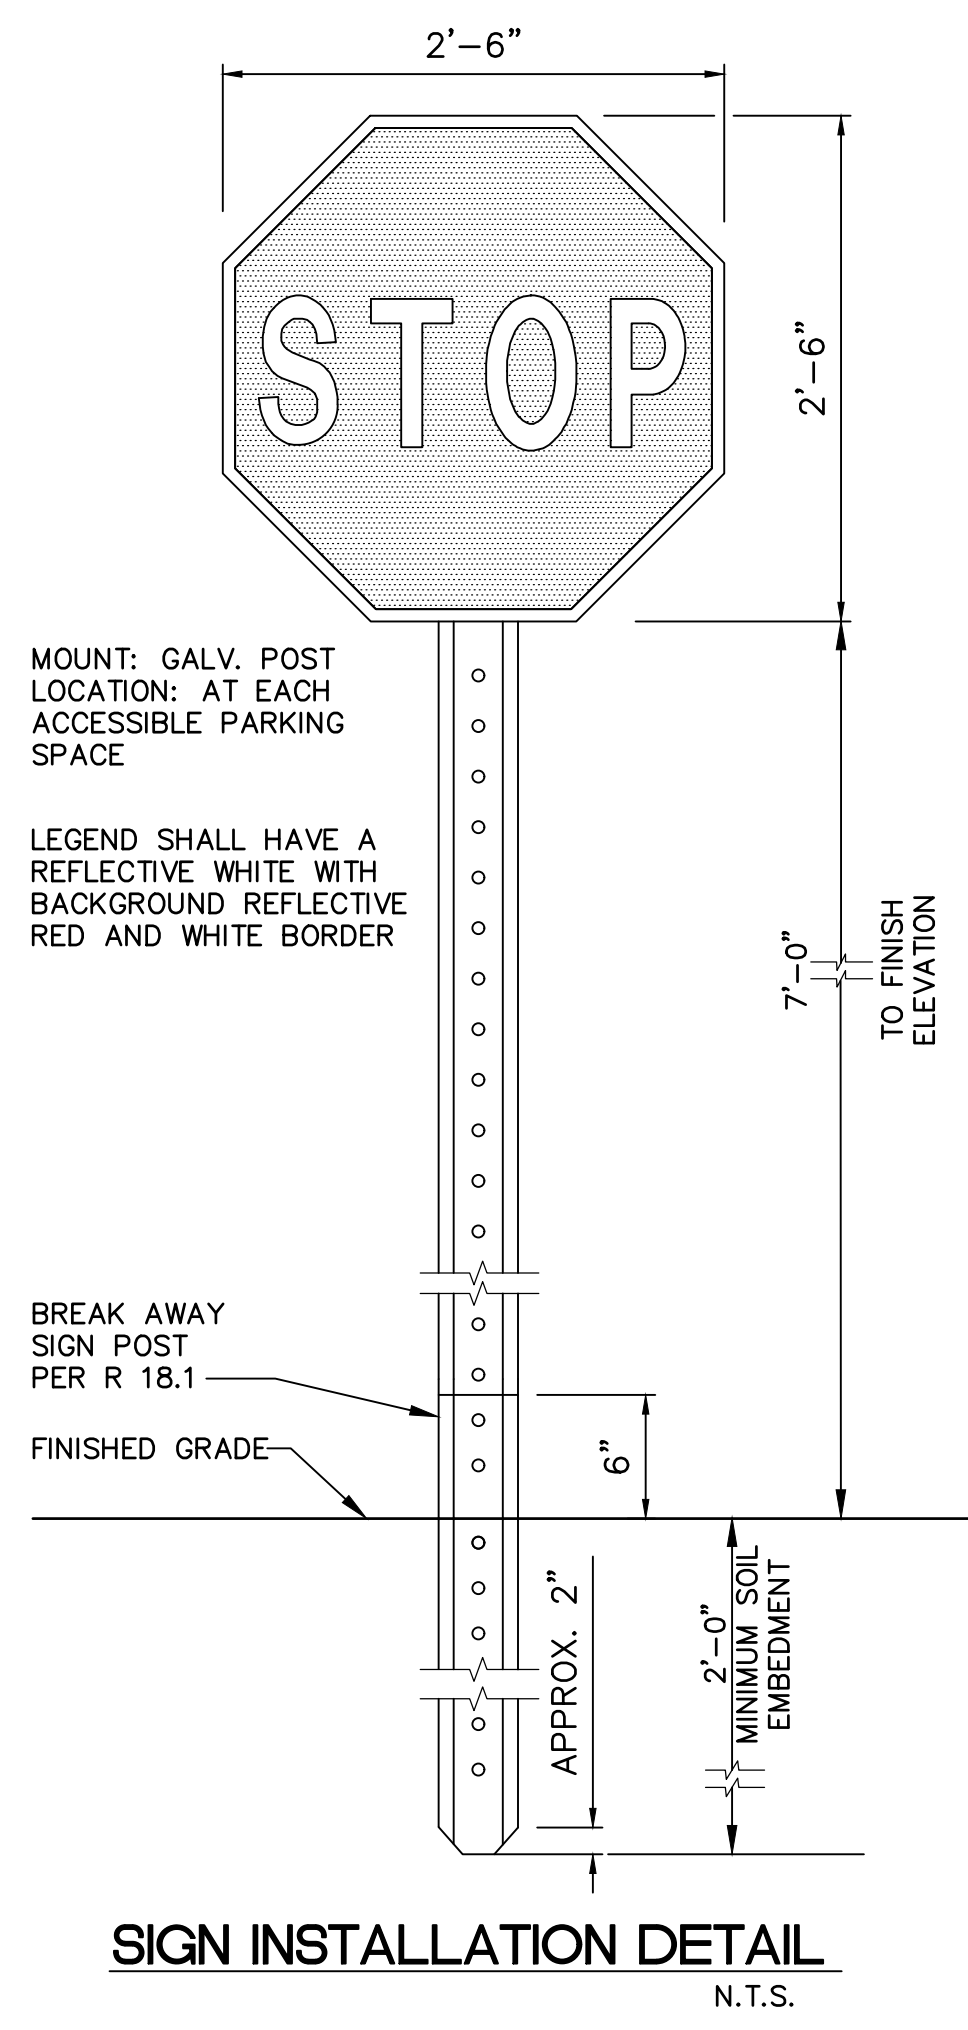 2'-6"
STOP
2'-6"
MOUNT: GALV. POST
LOCATION: AT EACH
ACCESSIBLE PARKING
SPACE
LEGEND SHALL HAVE A
REFLECTIVE WHITE WITH
BACKGROUND REFLECTIVE
RED AND WHITE BORDER
7'-0"
TO FINISH
ELEVATION
BREAK AWAY
SIGN POST
PER R 18.1
FINISHED GRADE
6"
APPROX. 2"
2'-0"
MINIMUM SOIL
EMBEDMENT
SIGN INSTALLATION DETAIL
N.T.S.